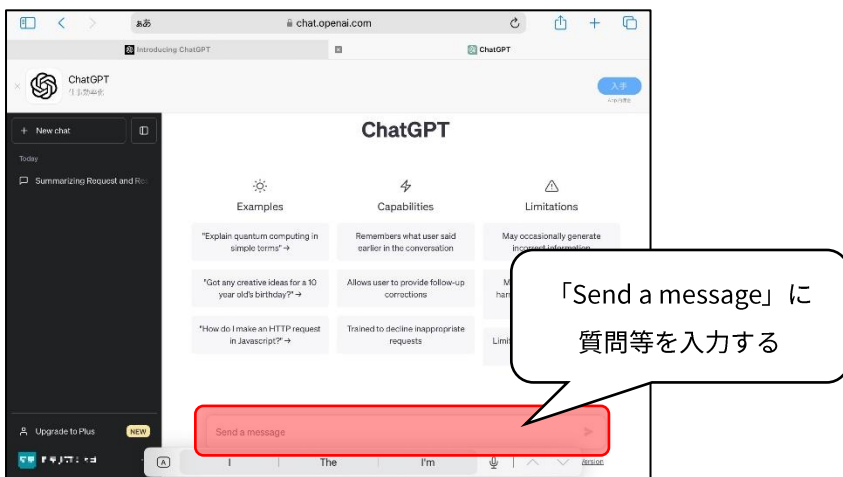 ああ
chat.openai.com
Introducing ChatGPT
ChatGPT
ChatGPT
入手
New chat
Today
Summarizing Request and Re
ChatGPT
Examples
Capabilities
Limitations
"Explain quantum computing in
simple terms" →
Remembers what user said
earlier in the conversation
May occasionally generate
incorrect information
"Got any creative ideas for a 10
year old's birthday?" →
Allows user to provide follow-up
corrections
"How do I make an HTTP request
in Javascript?" →
Trained to decline inappropriate
requests
「Send a message」に
質問等を入力する
Send a message
Upgrade to Plus
NEW
A
I
The
I'm